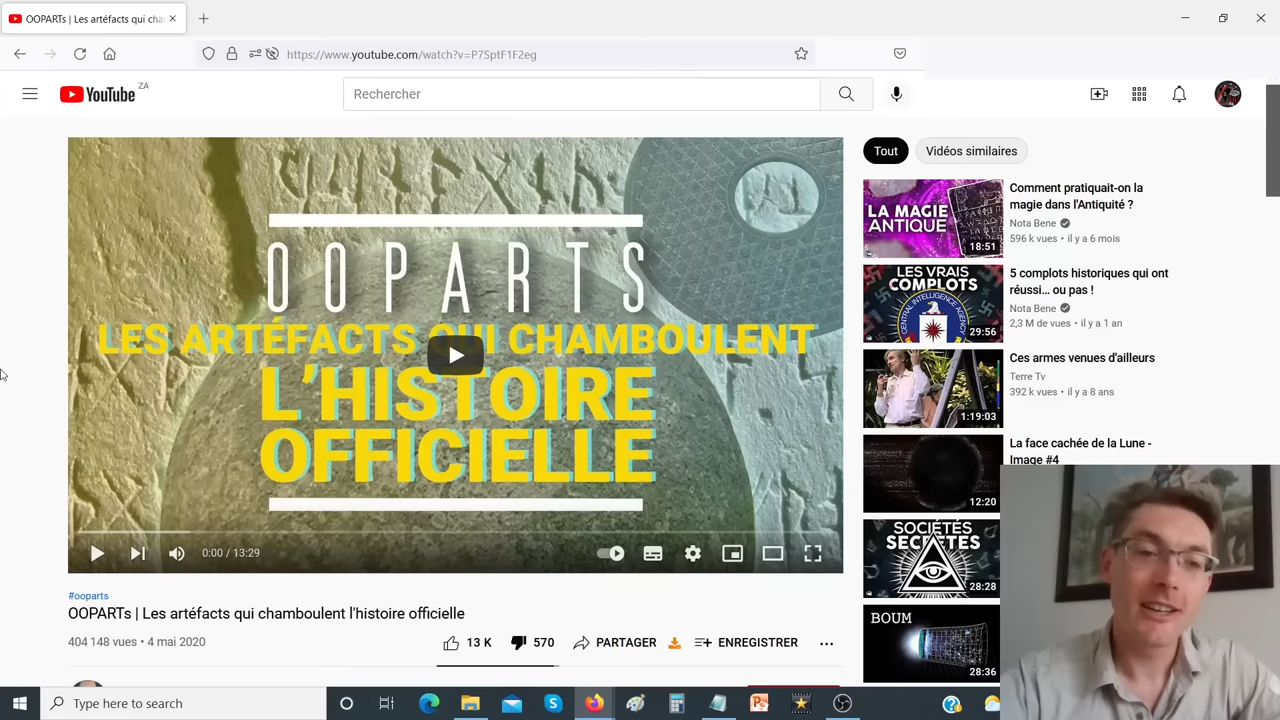 OOPARTs | Les artéfacts qui cha
https://www.youtube.com/watch?v=P7SptF1F2eg
YouTube ZA
Rechercher
OOPARTS
LES ARTÉFACTS QUI CHAMBOULENT
L'HISTOIRE
OFFICIELLE
0:00 / 13:29
#ooparts
OOPARTs | Les artéfacts qui chamboulent l'histoire officielle
404 148 vues • 4 mai 2020
13 K
570
PARTAGER
ENREGISTRER
Tout
Vidéos similaires
LA MAGIE
ANTIQUE
18:51
Comment pratiquait-on la
magie dans l'Antiquité ?
Nota Bene
596 k vues • il y a 6 mois
LES VRAIS
COMPLOTS
CENTRAL INTELLIGENCE AGENCY
29:56
5 complots historiques qui ont
réussi... ou pas !
Nota Bene
2,3 M de vues • il y a 1 an
1:19:03
Ces armes venues d'ailleurs
Terre Tv
392 k vues • il y a 8 ans
12:20
La face cachée de la Lune -
Image #4
SOCIÉTÉS
SECRÈTES
28:28
BOUM
28:36
Type here to search